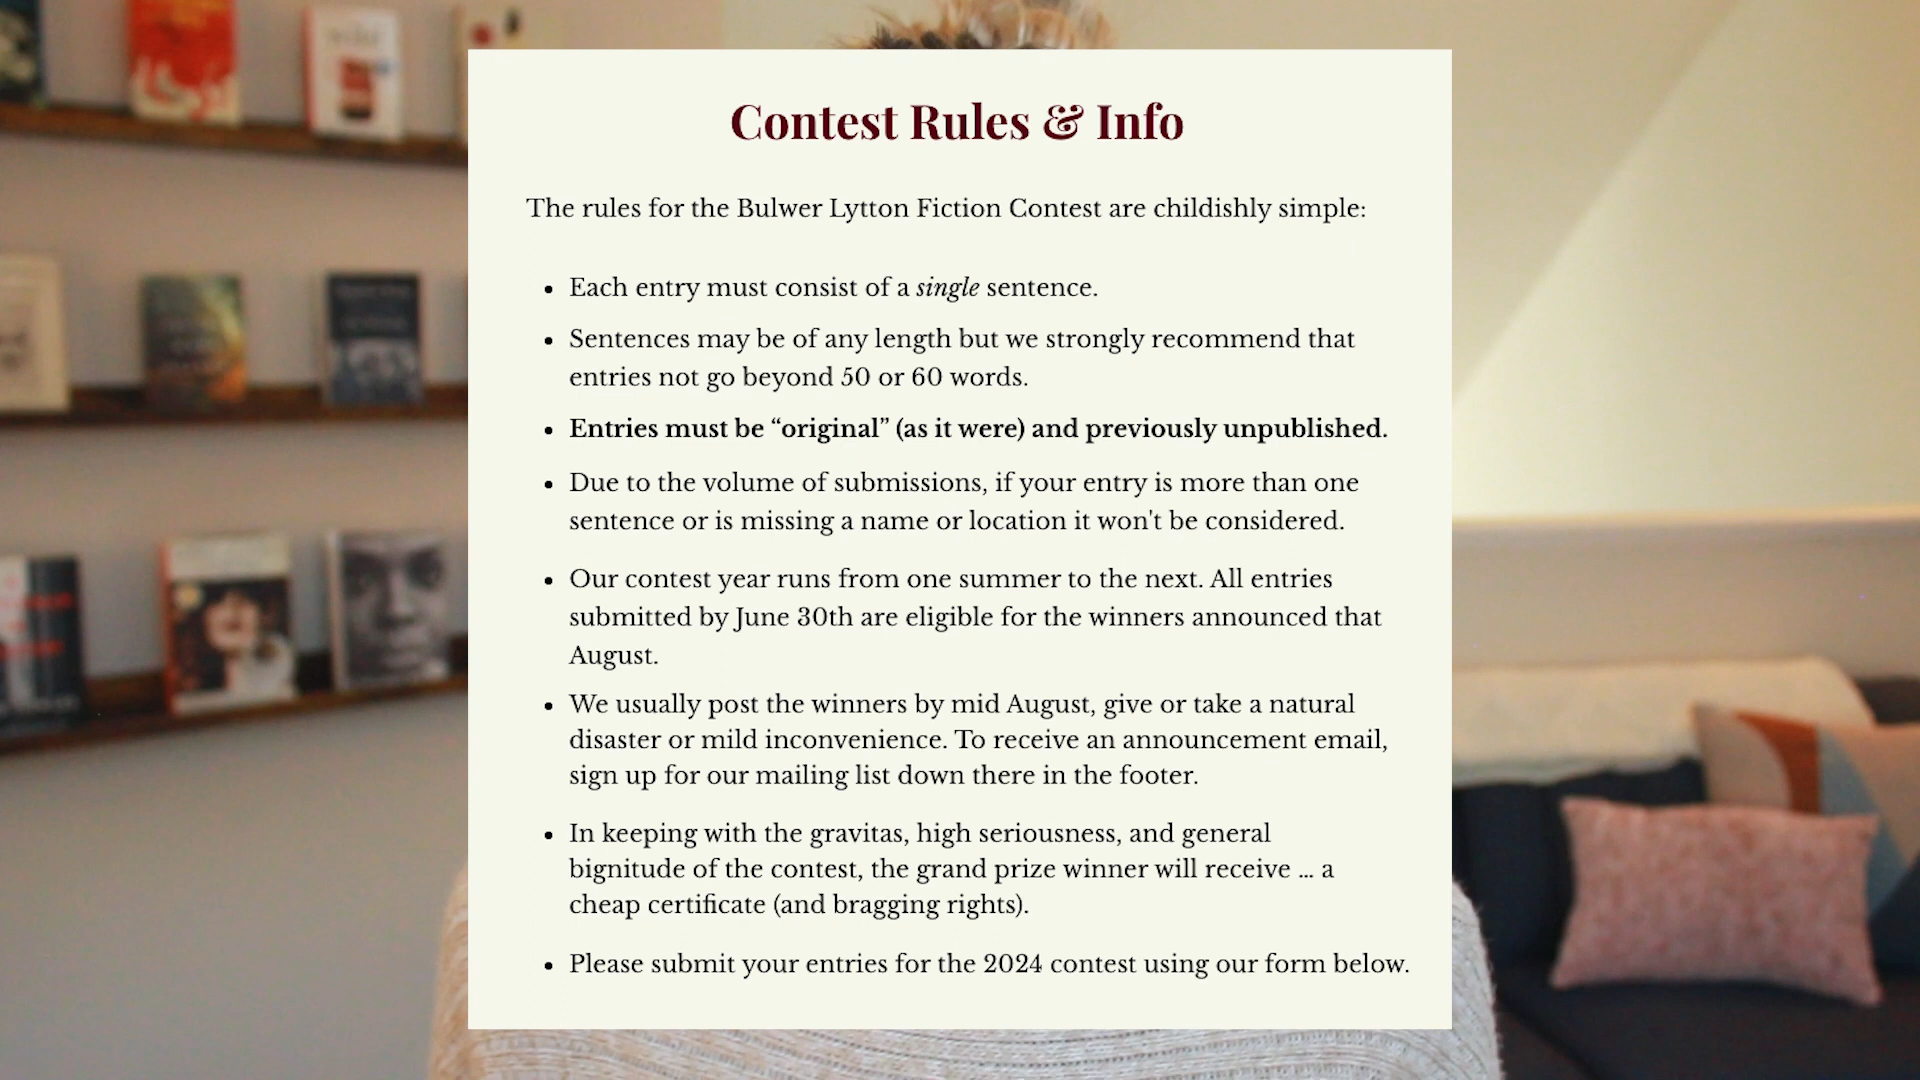 Contest Rules & Info
The rules for the Bulwer Lytton Fiction Contest are childishly simple:
• Each entry must consist of a single sentence.
• Sentences may be of any length but we strongly recommend that
entries not go beyond 50 or 60 words.
• Entries must be “original” (as it were) and previously unpublished.
• Due to the volume of submissions, if your entry is more than one
sentence or is missing a name or location it won't be considered.
• Our contest year runs from one summer to the next. All entries
submitted by June 30th are eligible for the winners announced that
August.
• We usually post the winners by mid August, give or take a natural
disaster or mild inconvenience. To receive an announcement email,
sign up for our mailing list down there in the footer.
• In keeping with the gravitas, high seriousness, and general
bignitude of the contest, the grand prize winner will receive ... a
cheap certificate (and bragging rights).
• Please submit your entries for the 2024 contest using our form below.